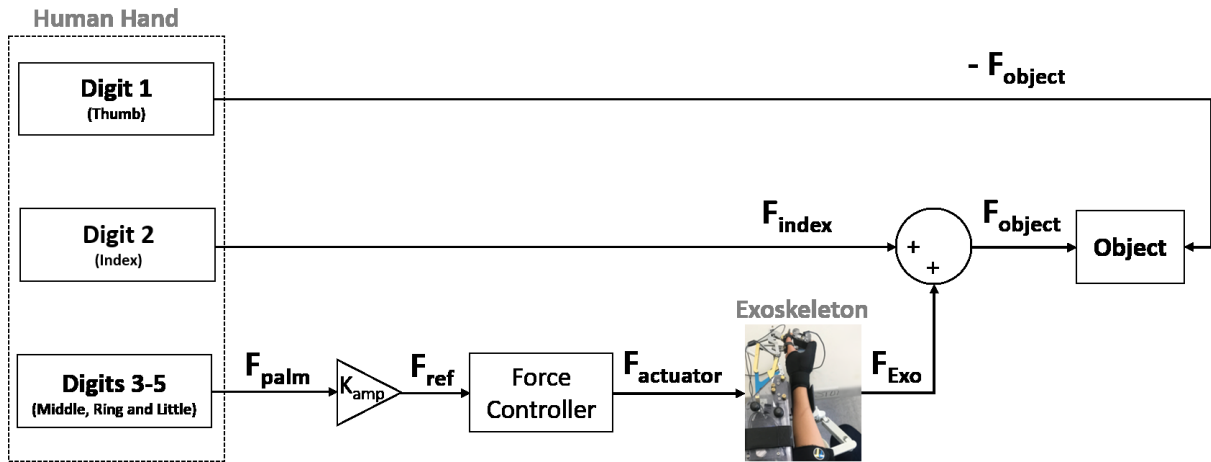 Human Hand
Digit 1
(Thumb)
- Fobject
Digit 2
(Index)
Findex
+
+
Fobject
Object
Exoskeleton
Digits 3-5
(Middle, Ring and Little)
Fpalm
Kamp
Fref
Force
Controller
Factuator
FExo